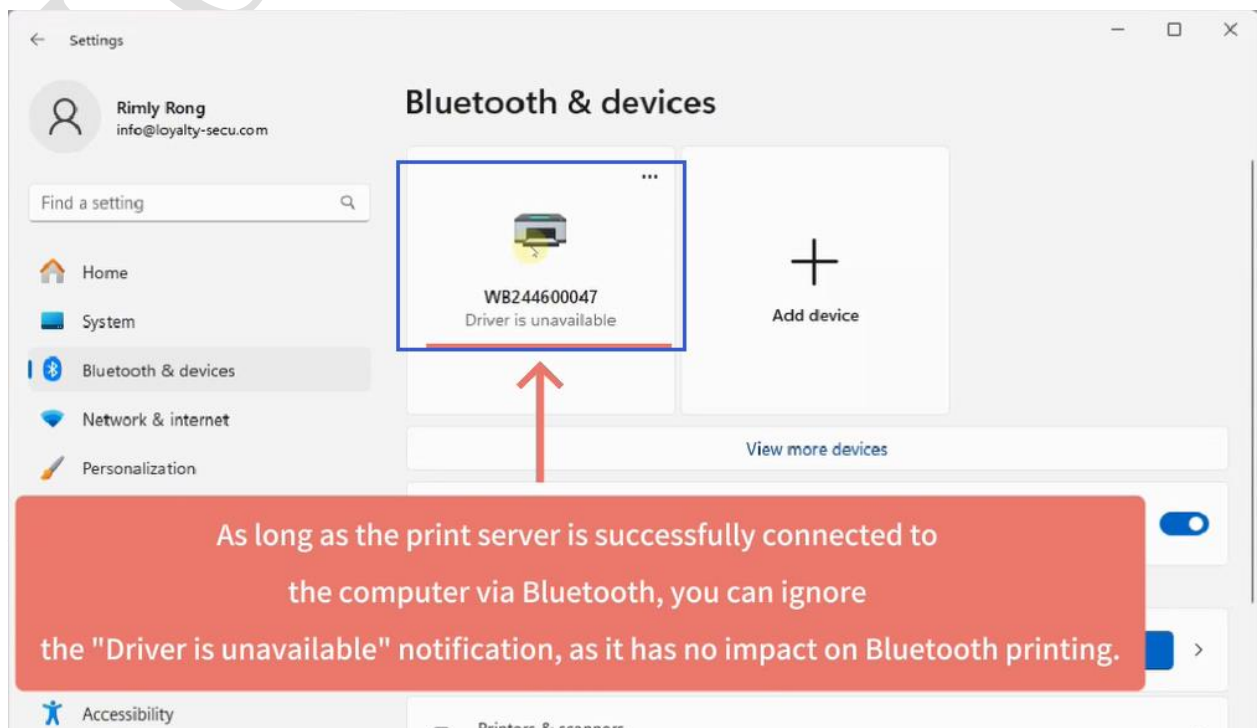 Settings
Rimly Rong
info@loyalty-secu.com
Find a setting
Home
System
Bluetooth & devices
Network & internet
Personalization
Accessibility
Bluetooth & devices
...
WB244600047
Driver is unavailable
Add device
View more devices
As long as the print server is successfully connected to
the computer via Bluetooth, you can ignore
the "Driver is unavailable" notification, as it has no impact on Bluetooth printing.
Printers & scanners